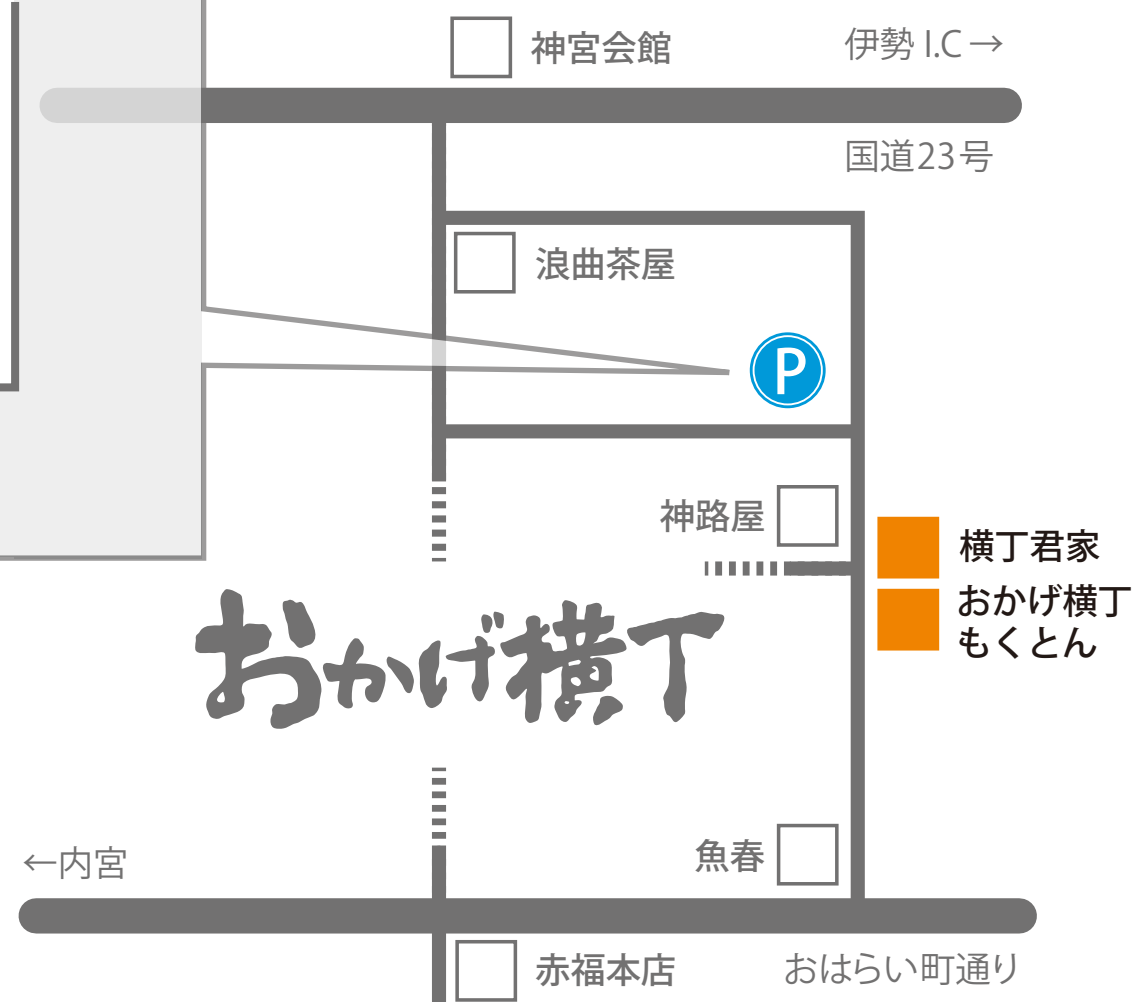 神宮会館
伊勢 I.C →
国道23号
浪曲茶屋
P
神路屋
横丁君家
おかげ横丁
もくとん
おかげ横丁
魚春
←内宮
赤福本店
おはらい町通り